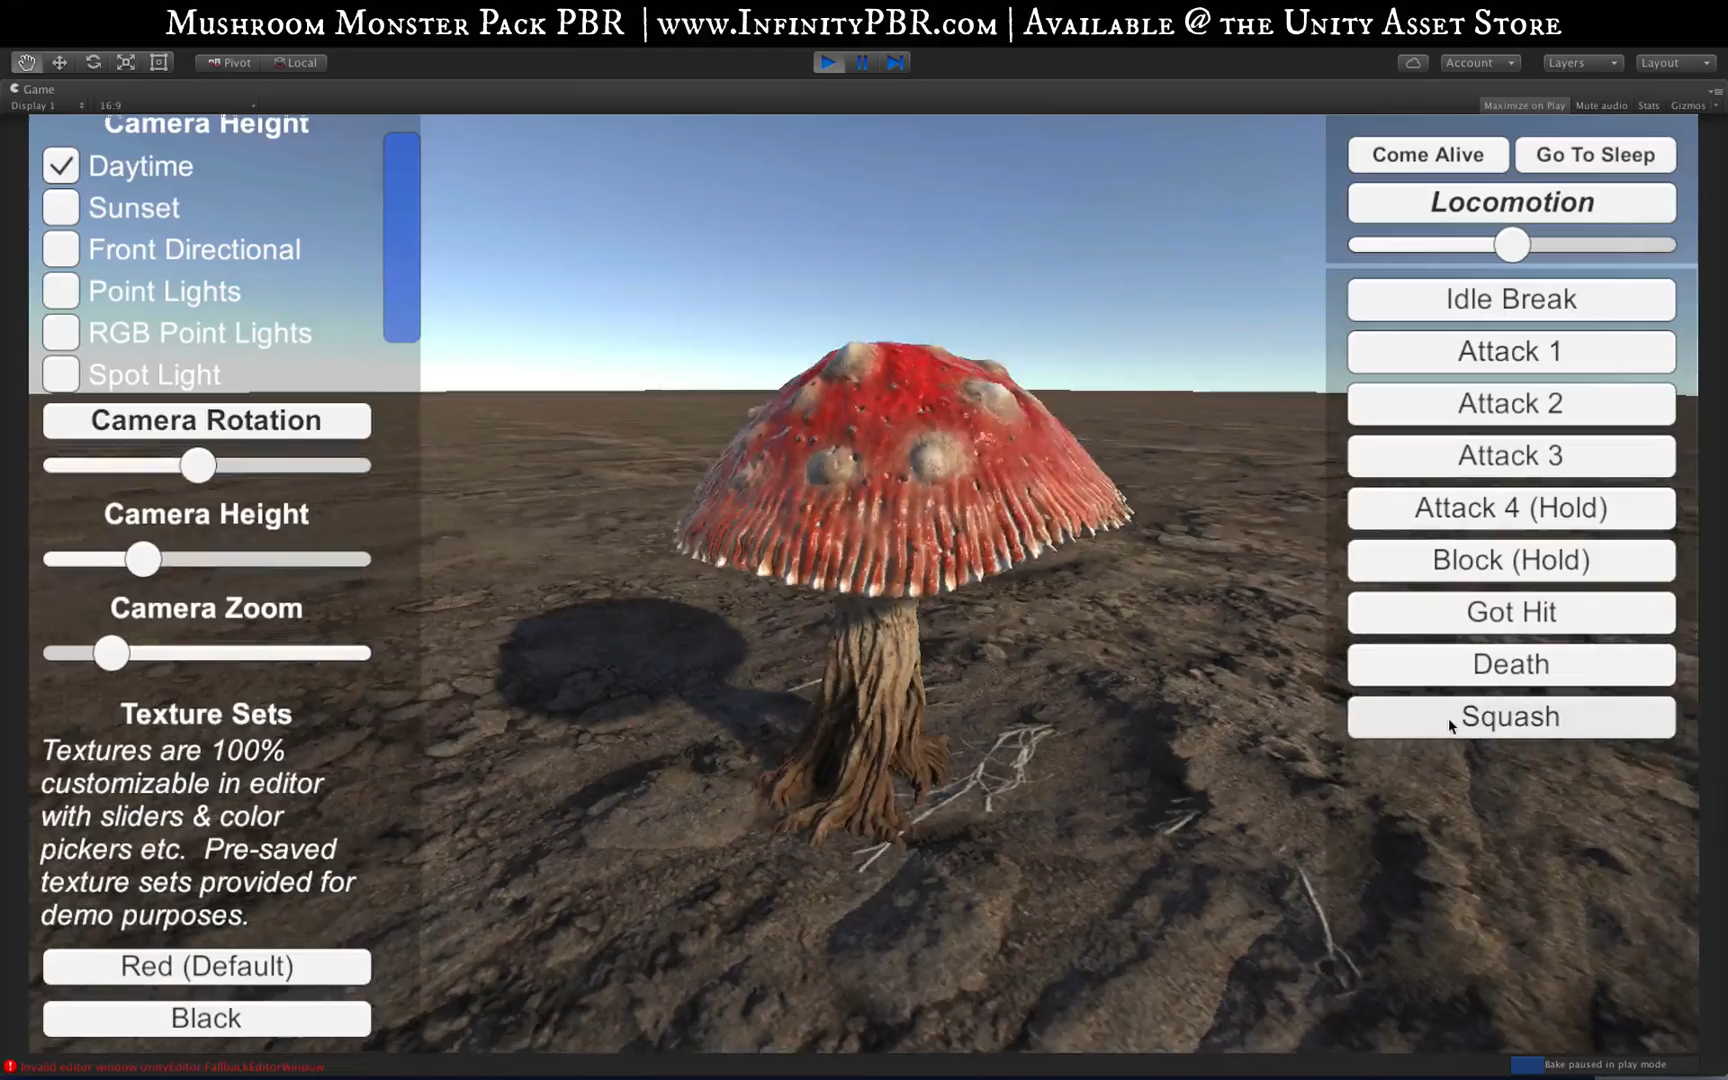 Mushroom Monster Pack PBR | www.InfinityPBR.com | Available @ the Unity Asset Store
Pivot Local Account Layers Layout
Game
Display 1 16:9 Maximize on Play Mute audio Stats Gizmos
Camera Height
Daytime
Sunset
Front Directional
Point Lights
RGB Point Lights
Spot Light
Camera Rotation
Camera Height
Camera Zoom
Texture Sets
Textures are 100%
customizable in editor
with sliders & color
pickers etc. Pre-saved
texture sets provided for
demo purposes.
Red (Default)
Black
Come Alive Go To Sleep
Locomotion
Idle Break
Attack 1
Attack 2
Attack 3
Attack 4 (Hold)
Block (Hold)
Got Hit
Death
Squash
Invalid editor window UnityEditor.FallbackEditorWindow
Bake paused in play mode